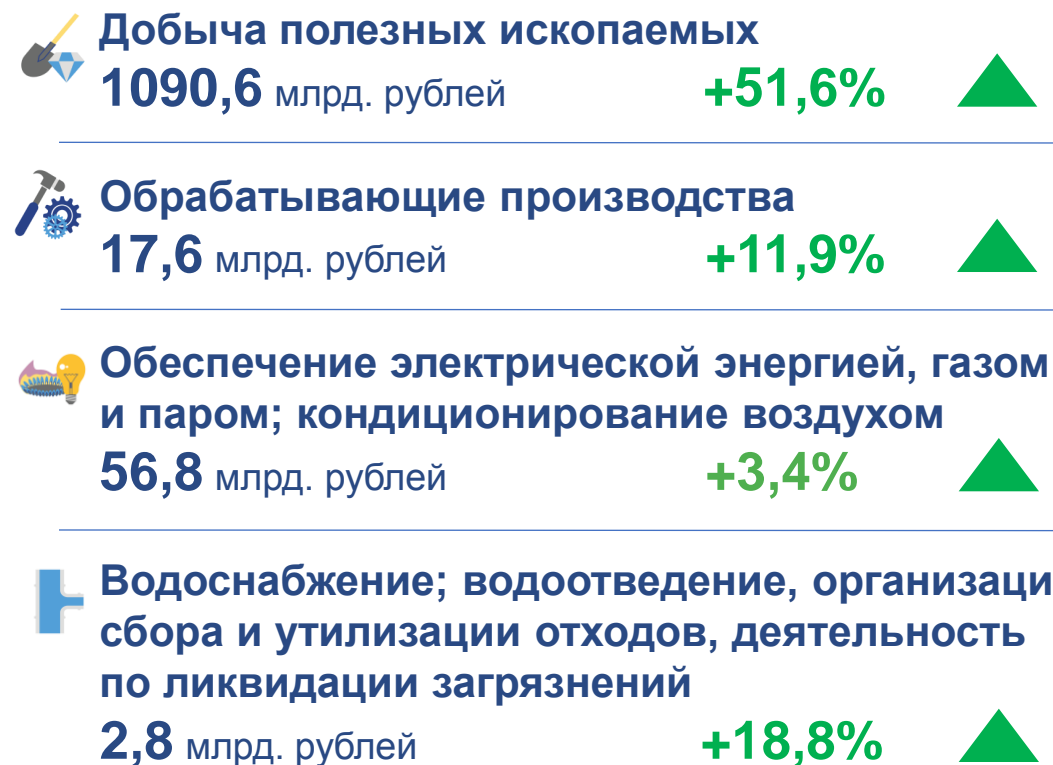 Добыча полезных ископаемых
1090,6 млрд. рублей +51,6%
Обрабатывающие производства
17,6 млрд. рублей +11,9%
Обеспечение электрической энергией, газом
и паром; кондиционирование воздухом
56,8 млрд. рублей +3,4%
Водоснабжение; водоотведение, организаци
сбора и утилизации отходов, деятельность
по ликвидации загрязнений
2,8 млрд. рублей +18,8%